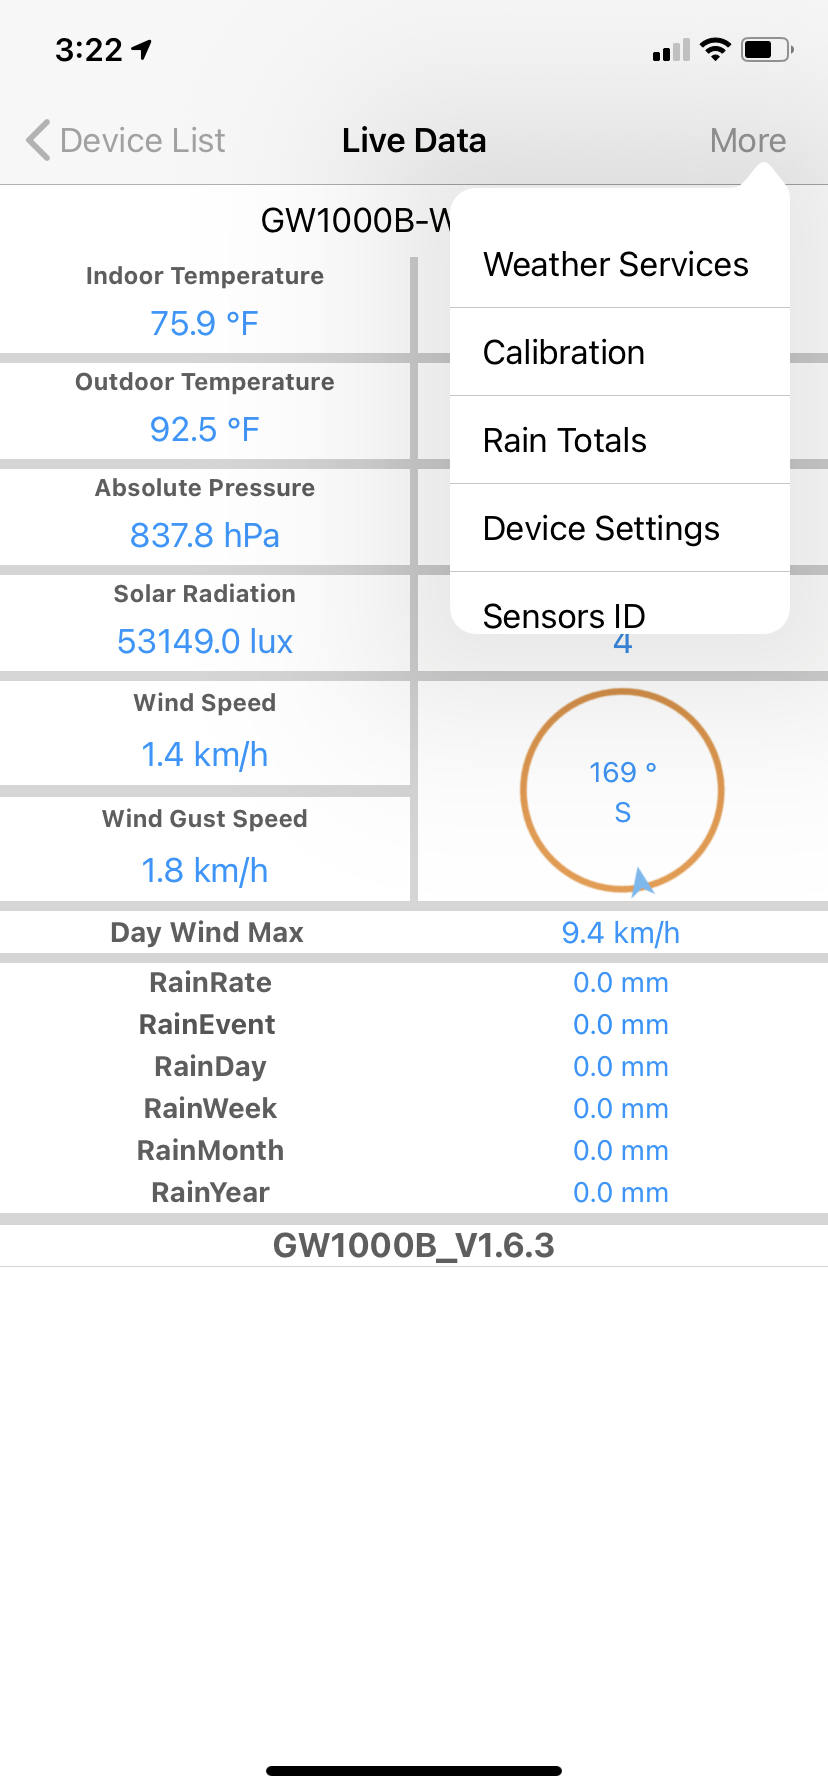 3:22
Device List Live Data More
GW1000B-W
Weather Services
Calibration
Rain Totals
Device Settings
Sensors ID
Indoor Temperature
75.9 °F
Outdoor Temperature
92.5 °F
Absolute Pressure
837.8 hPa
Solar Radiation
53149.0 lux
4
Wind Speed
1.4 km/h
169 °
S
Wind Gust Speed
1.8 km/h
Day Wind Max 9.4 km/h
RainRate 0.0 mm
RainEvent 0.0 mm
RainDay 0.0 mm
RainWeek 0.0 mm
RainMonth 0.0 mm
RainYear 0.0 mm
GW1000B_V1.6.3